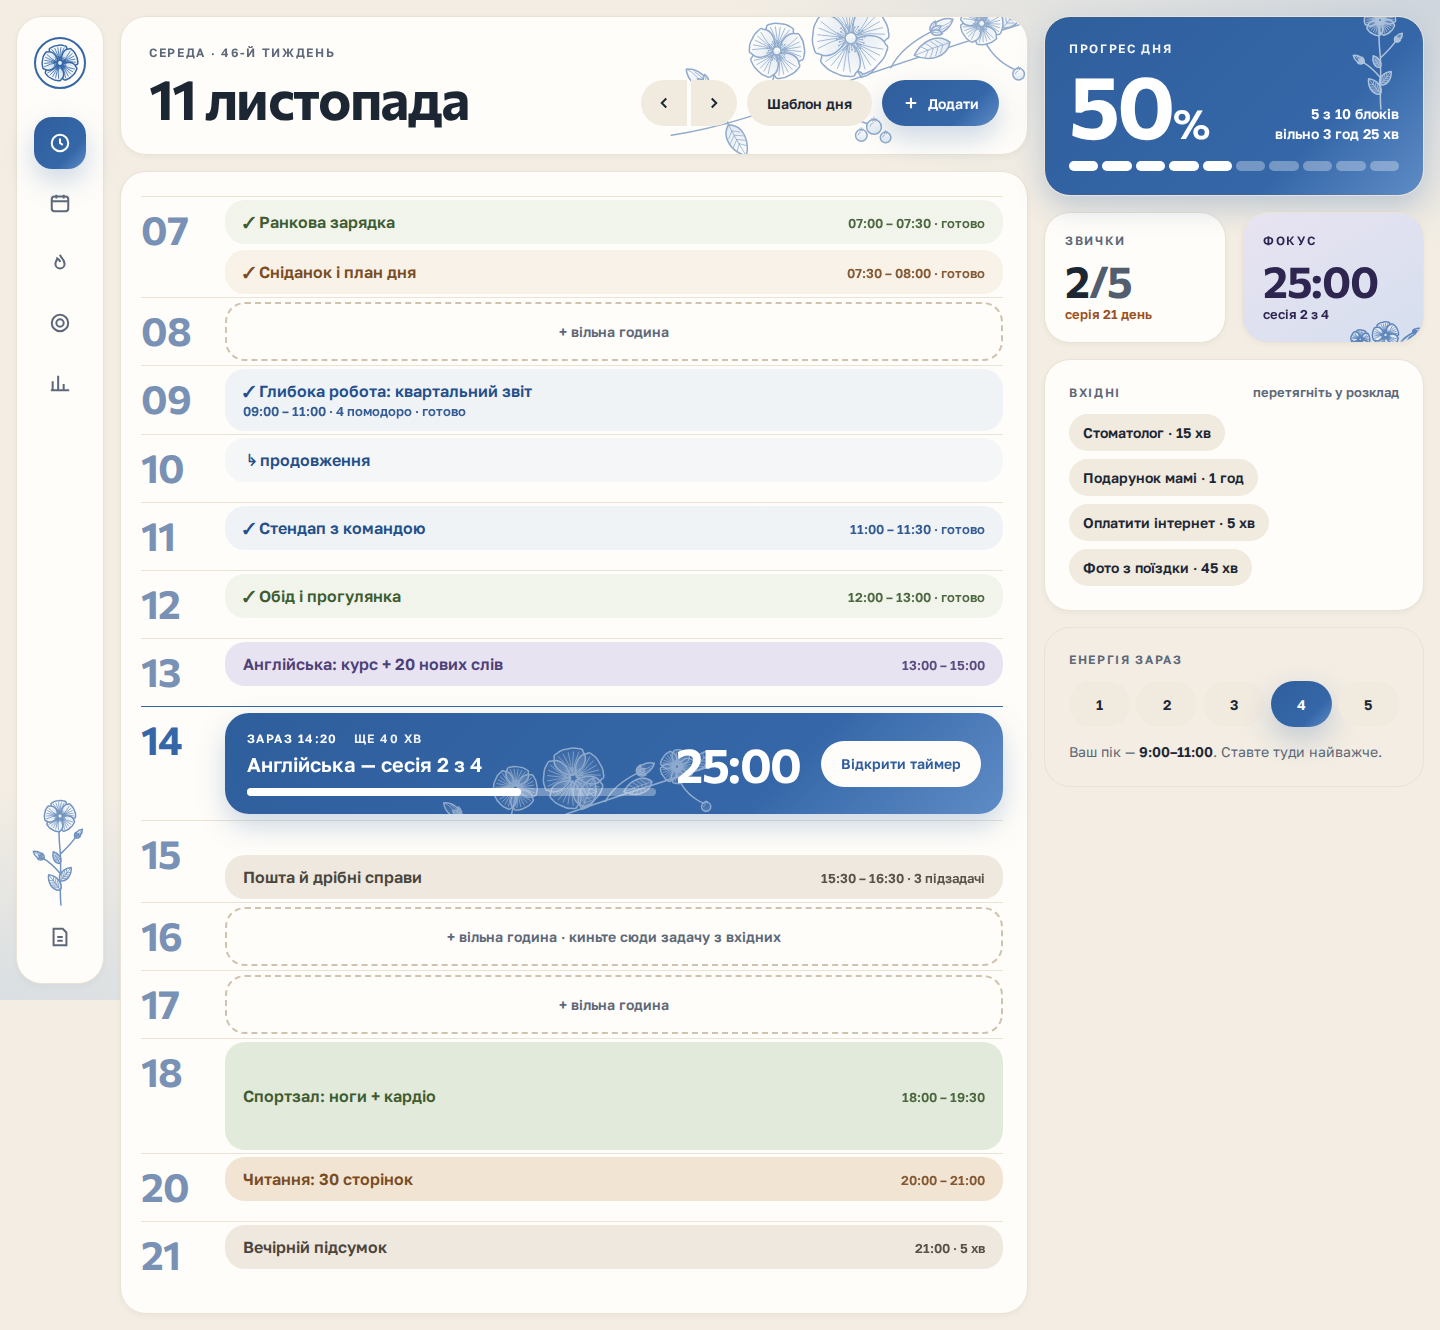 СЕРЕДА · 46-Й ТИЖДЕНЬ
11 листопада
Шаблон дня
+ Додати
07
✓ Ранкова зарядка
07:00 – 07:30 · готово
✓ Сніданок і план дня
07:30 – 08:00 · готово
08
+ вільна година
09
✓ Глибока робота: квартальний звіт
09:00 – 11:00 · 4 помодоро · готово
10
↳ продовження
11
✓ Стендап з командою
11:00 – 11:30 · готово
12
✓ Обід і прогулянка
12:00 – 13:00 · готово
13
Англійська: курс + 20 нових слів
13:00 – 15:00
14
ЗАРАЗ 14:20 ЩЕ 40 ХВ
Англійська — сесія 2 з 4
25:00
Відкрити таймер
15
Пошта й дрібні справи
15:30 – 16:30 · 3 підзадачі
16
+ вільна година · киньте сюди задачу з вхідних
17
+ вільна година
18
Спортзал: ноги + кардіо
18:00 – 19:30
20
Читання: 30 сторінок
20:00 – 21:00
21
Вечірній підсумок
21:00 · 5 хв
ПРОГРЕС ДНЯ
50%
5 з 10 блоків
вільно 3 год 25 хв
ЗВИЧКИ
2/5
серія 21 день
ФОКУС
25:00
сесія 2 з 4
ВХІДНІ
перетягніть у розклад
Стоматолог · 15 хв
Подарунок мамі · 1 год
Оплатити інтернет · 5 хв
Фото з поїздки · 45 хв
ЕНЕРГІЯ ЗАРАЗ
1 2 3 4 5
Ваш пік — 9:00–11:00. Ставте туди найважче.